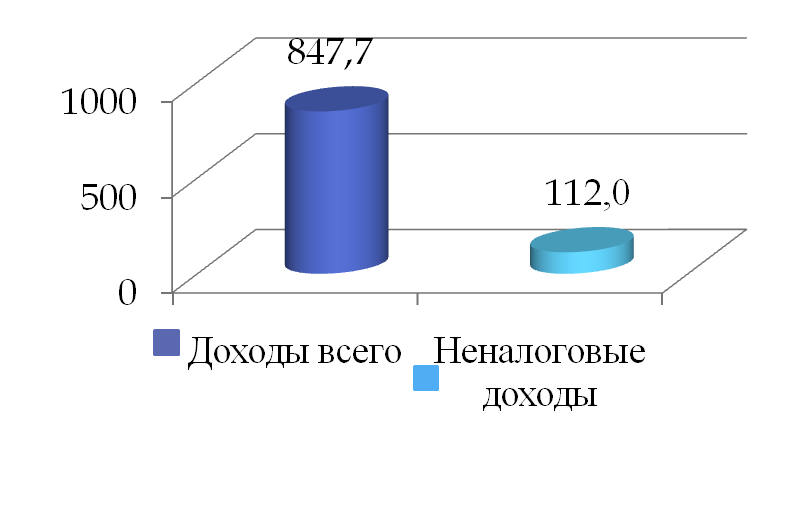 847,7
1000
112,0
500
0
Доходы всего
Неналоговые
доходы